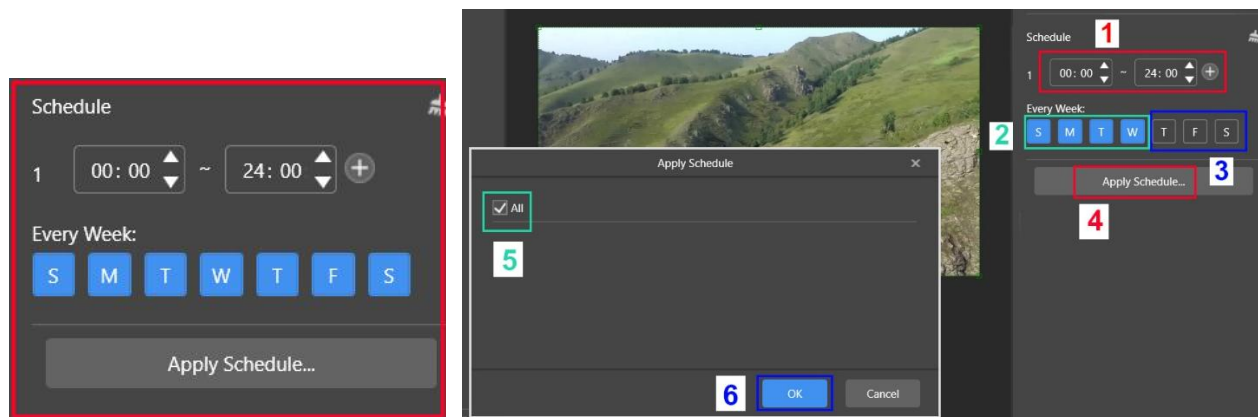 Schedule
1 00: 00 ~ 24: 00
Every Week:
S M T W T F S
Apply Schedule...
Schedule 1
1 00: 00 ~ 24: 00
Every Week:
2 S M T W T F S
3
Apply Schedule...
4
Apply Schedule
All
5
6 OK Cancel